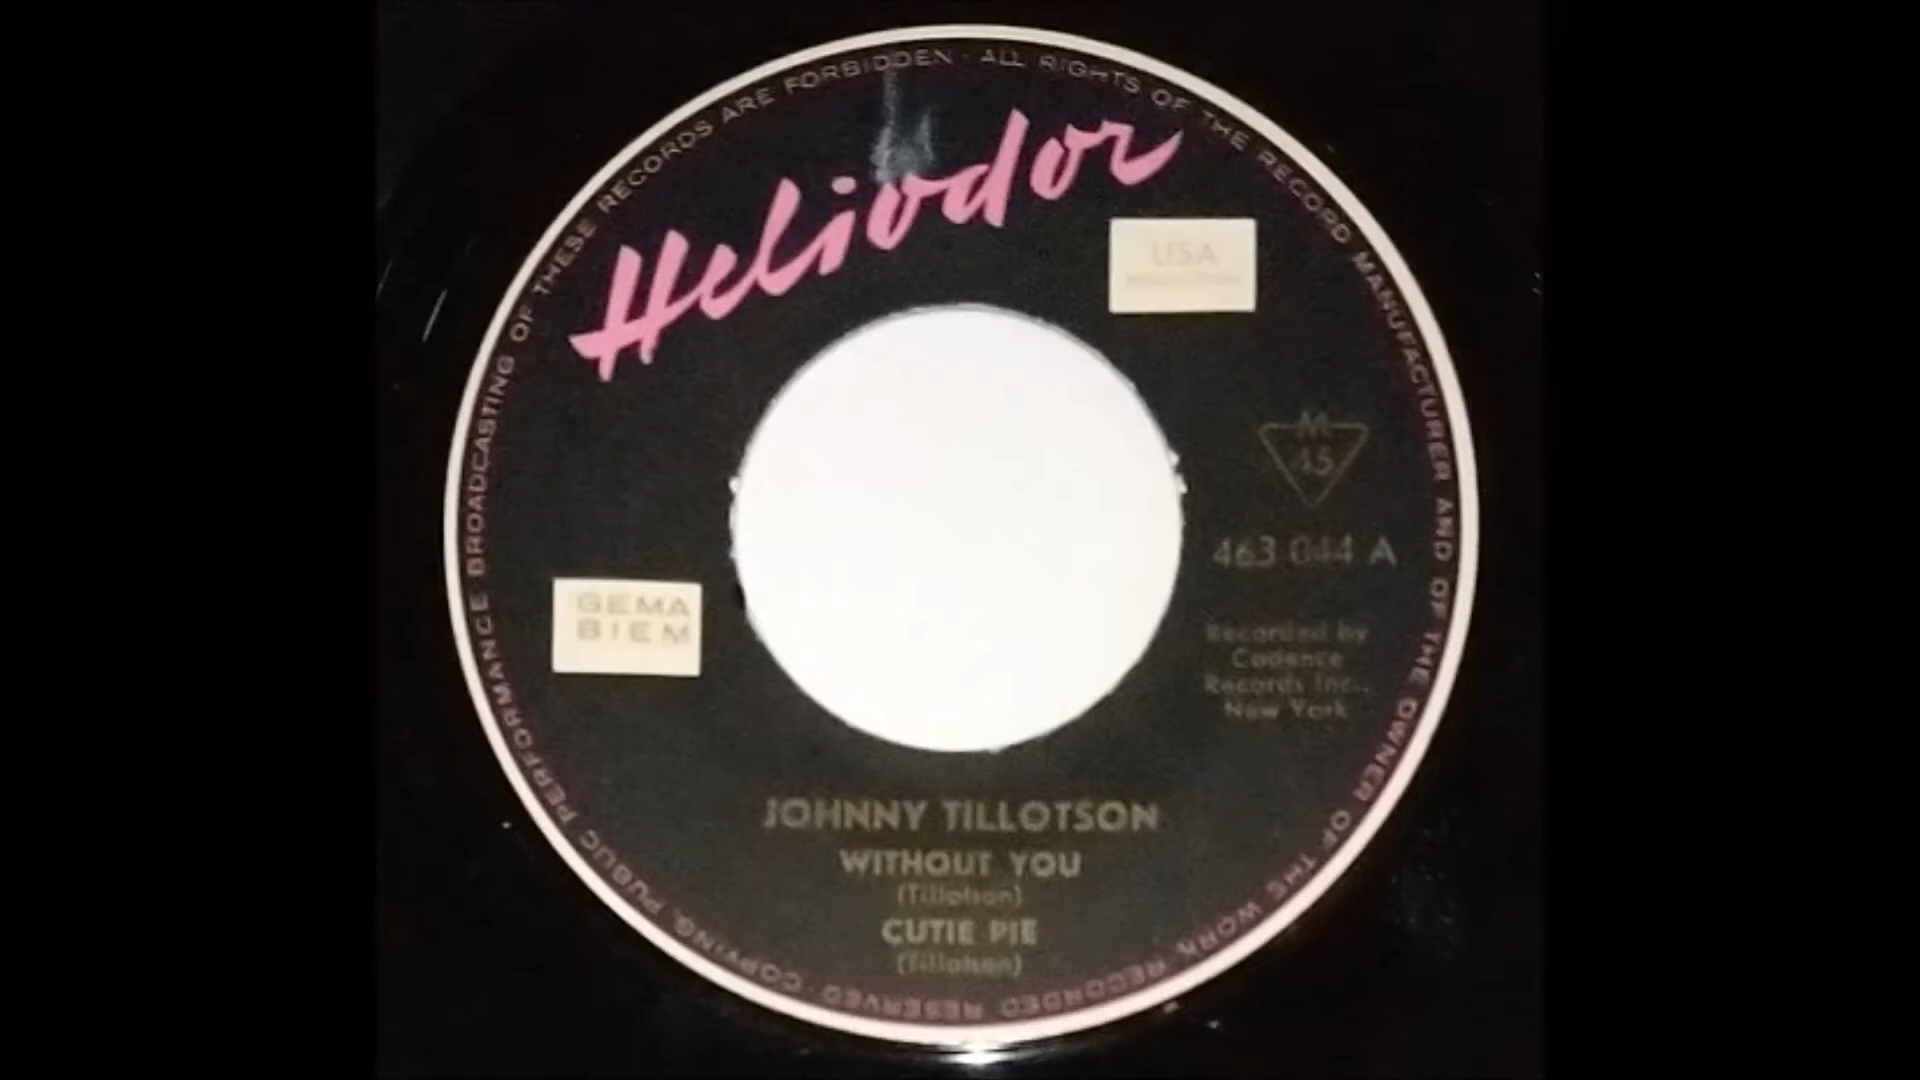 ALL RIGHTS OF THE RECORD MANUFACTURER AND OF THE OWNER OF THE WORK RECORDED RESERVED · COPYING, PUBLIC PERFORMANCE BROADCASTING OF THESE RECORDS ARE FORBIDDEN ·
Heliodor
USA
M
45
463 044 A
GEMA
BIEM
Recorded by
Cadence
Records Inc.,
New York
JOHNNY TILLOTSON
WITHOUT YOU
(Tillotson)
CUTIE PIE
(Tillotson)